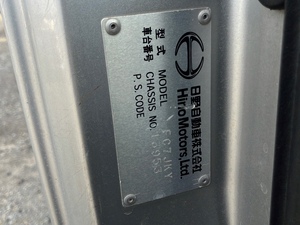 日野自動車株式会社
Hino Motors, Ltd.
型式 MODEL
車台番号 CHASSIS NO.
P. S. CODE